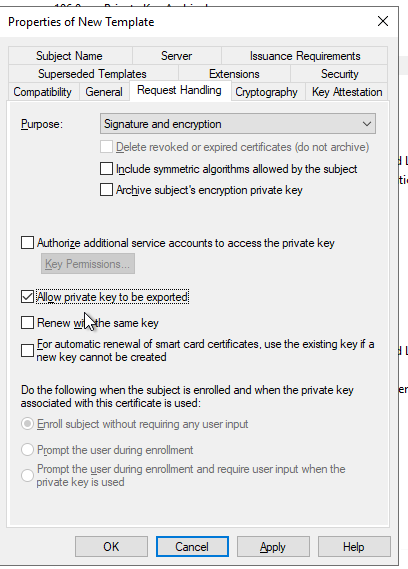 Properties of New Template
Subject Name
Server
Issuance Requirements
Superseded Templates
Extensions
Security
Compatibility
General
Request Handling
Cryptography
Key Attestation
Purpose:
Signature and encryption
Delete revoked or expired certificates (do not archive)
Include symmetric algorithms allowed by the subject
Archive subject's encryption private key
Authorize additional service accounts to access the private key
Key Permissions...
Allow private key to be exported
Renew with the same key
For automatic renewal of smart card certificates, use the existing key if a
new key cannot be created
Do the following when the subject is enrolled and when the private key
associated with this certificate is used:
Enroll subject without requiring any user input
Prompt the user during enrollment
Prompt the user during enrollment and require user input when the
private key is used
OK
Cancel
Apply
Help